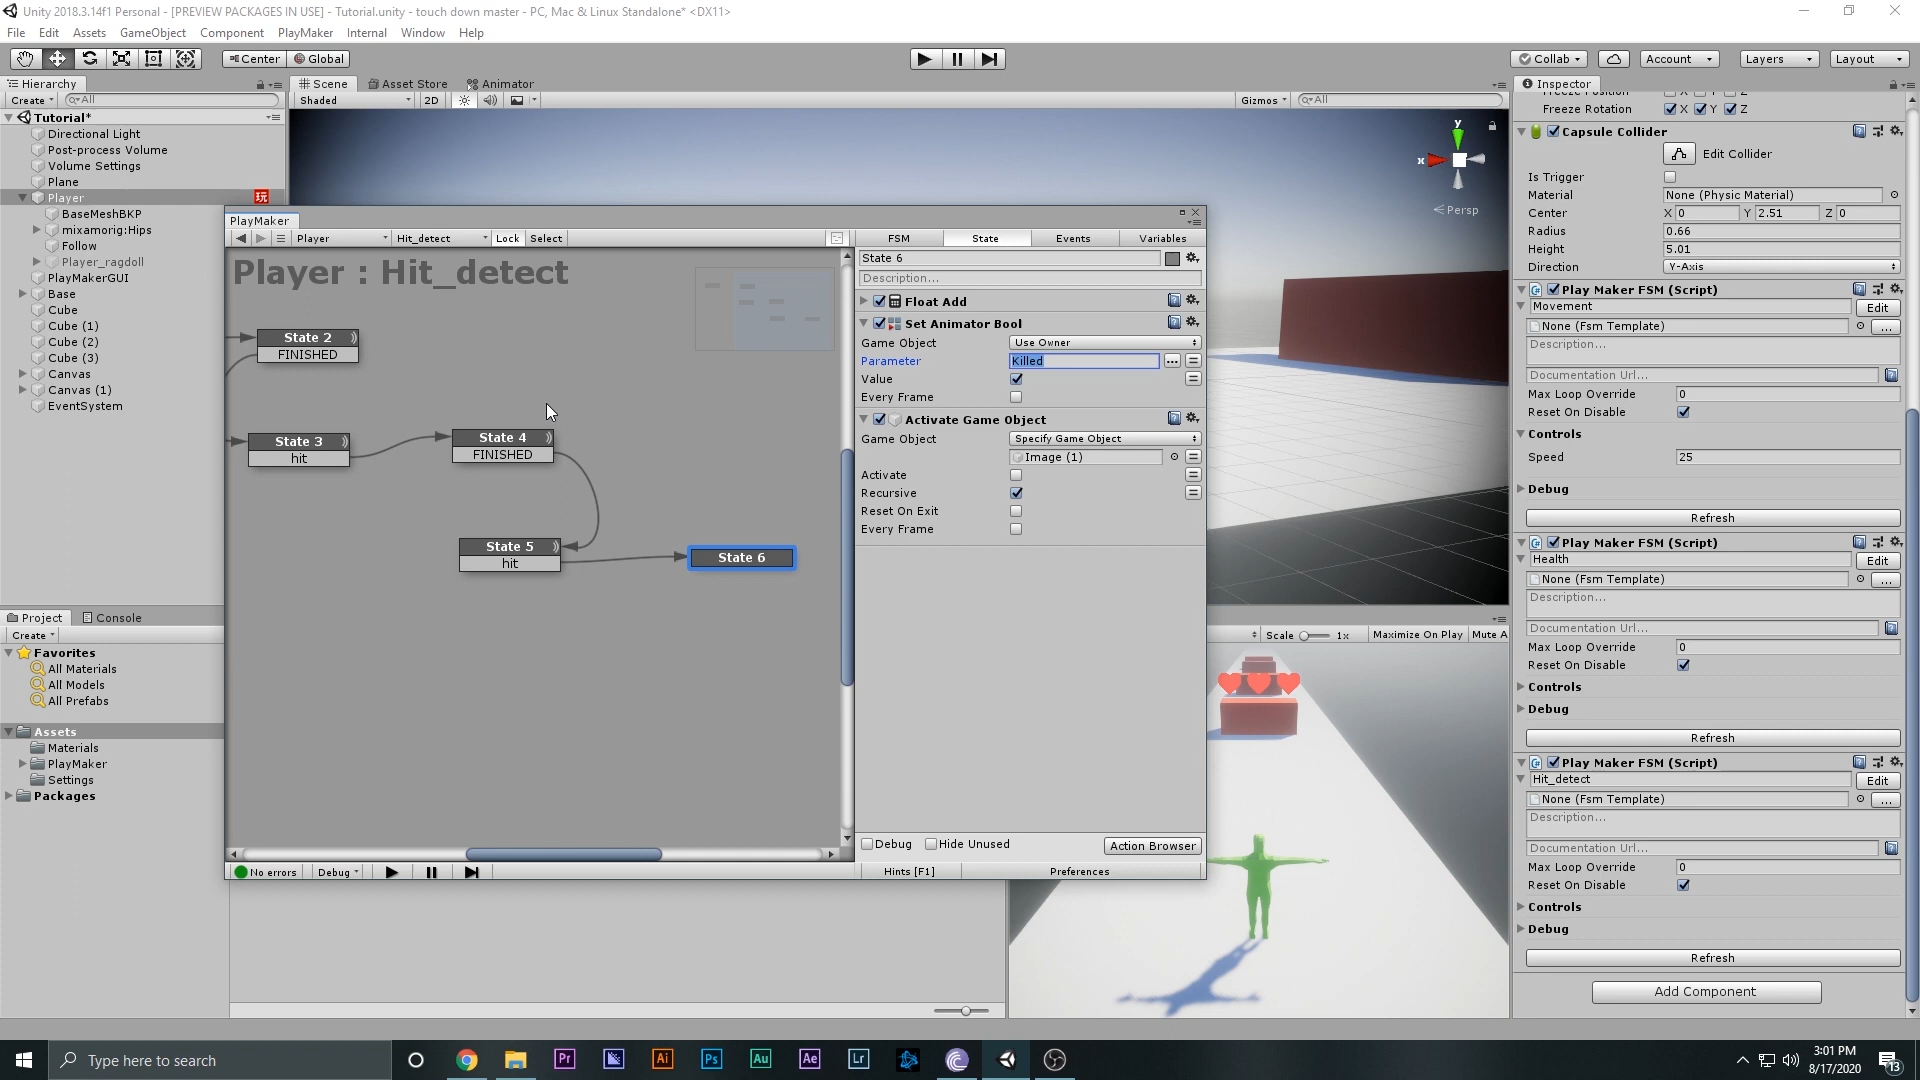 Unity 2018.3.14f1 Personal - [PREVIEW PACKAGES IN USE] - Tutorial.unity - touch down master - PC, Mac & Linux Standalone* <DX11>
File Edit Assets GameObject Component PlayMaker Internal Window Help
Center Global Collab Account Layers Layout
Hierarchy Scene Asset Store Animator Inspector
Create All Shaded 2D Gizmos All
Freeze Rotation X Y Z
Tutorial*
Directional Light
Post-process Volume
Volume Settings
Plane
Player 玩
BaseMeshBKP
mixamorig:Hips
Follow
Player_ragdoll
PlayMakerGUI
Base
Cube
Cube (1)
Cube (2)
Cube (3)
Canvas
Canvas (1)
EventSystem
y
x
Persp
PlayMaker
Player Hit_detect Lock Select FSM State Events Variables
Player : Hit_detect
State 2
FINISHED
State 3
hit
State 4
FINISHED
State 5
hit
State 6
State 6
Description...
Float Add
Set Animator Bool
Game Object Use Owner
Parameter Killed
Value
Every Frame
Activate Game Object
Game Object Specify Game Object
Image (1)
Activate
Recursive
Reset On Exit
Every Frame
Debug Hide Unused Action Browser
No errors Debug Hints [F1] Preferences
Capsule Collider
Edit Collider
Is Trigger
Material None (Physic Material)
Center X 0 Y 2.51 Z 0
Radius 0.66
Height 5.01
Direction Y-Axis
Play Maker FSM (Script)
Movement Edit
None (Fsm Template) ...
Description...
Documentation Url...
Max Loop Override 0
Reset On Disable
Controls
Speed 25
Debug
Refresh
Play Maker FSM (Script)
Health Edit
None (Fsm Template) ...
Description...
Documentation Url...
Max Loop Override 0
Reset On Disable
Controls
Debug
Refresh
Play Maker FSM (Script)
Hit_detect Edit
None (Fsm Template) ...
Description...
Documentation Url...
Max Loop Override 0
Reset On Disable
Controls
Debug
Refresh
Add Component
Project Console
Create
Favorites
All Materials
All Models
All Prefabs
Assets
Materials
PlayMaker
Settings
Packages
Scale 1x Maximize On Play Mute A
Type here to search
Pr Ai Ps Au Ae Lr
3:01 PM
8/17/2020
13